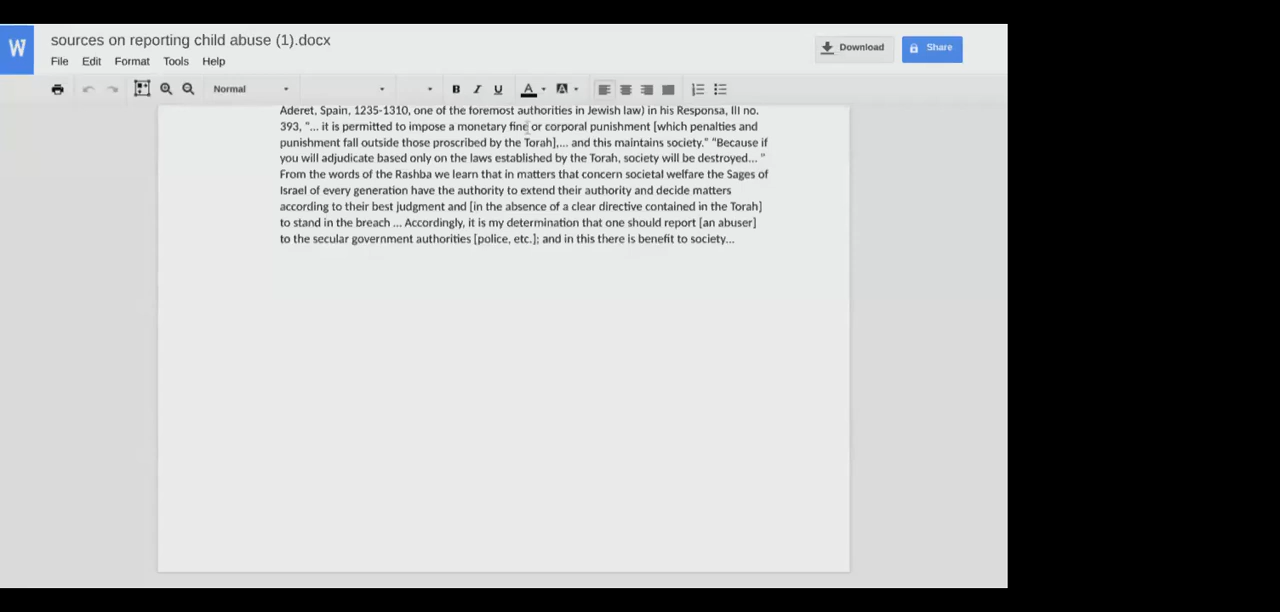 W
sources on reporting child abuse (1).docx
File Edit Format Tools Help
Download
Share
Normal
B I U A A
Aderet, Spain, 1235-1310, one of the foremost authorities in Jewish law) in his Responsa, III no.
393, "... it is permitted to impose a monetary fine or corporal punishment [which penalties and
punishment fall outside those proscribed by the Torah],... and this maintains society." "Because if
you will adjudicate based only on the laws established by the Torah, society will be destroyed... "
From the words of the Rashba we learn that in matters that concern societal welfare the Sages of
Israel of every generation have the authority to extend their authority and decide matters
according to their best judgment and [in the absence of a clear directive contained in the Torah]
to stand in the breach ... Accordingly, it is my determination that one should report [an abuser]
to the secular government authorities [police, etc.]; and in this there is benefit to society...